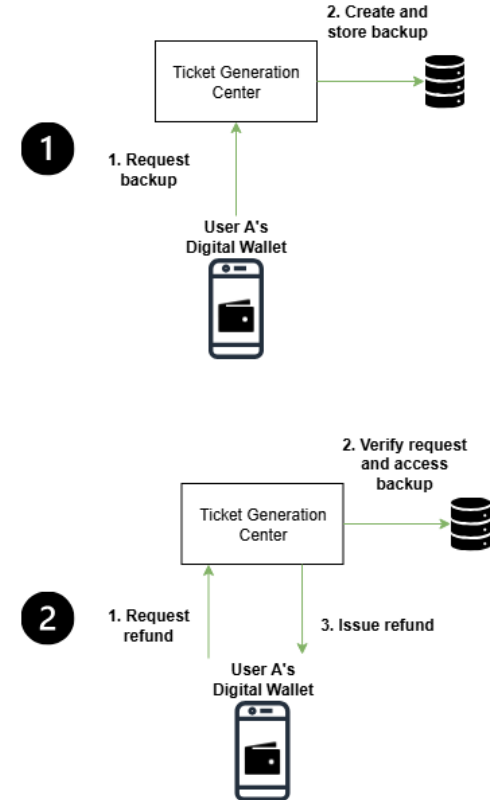 2. Create and
store backup
Ticket Generation
Center
1
1. Request
backup
User A's
Digital Wallet
2. Verify request
and access
backup
Ticket Generation
Center
2
1. Request
refund
3. Issue refund
User A's
Digital Wallet